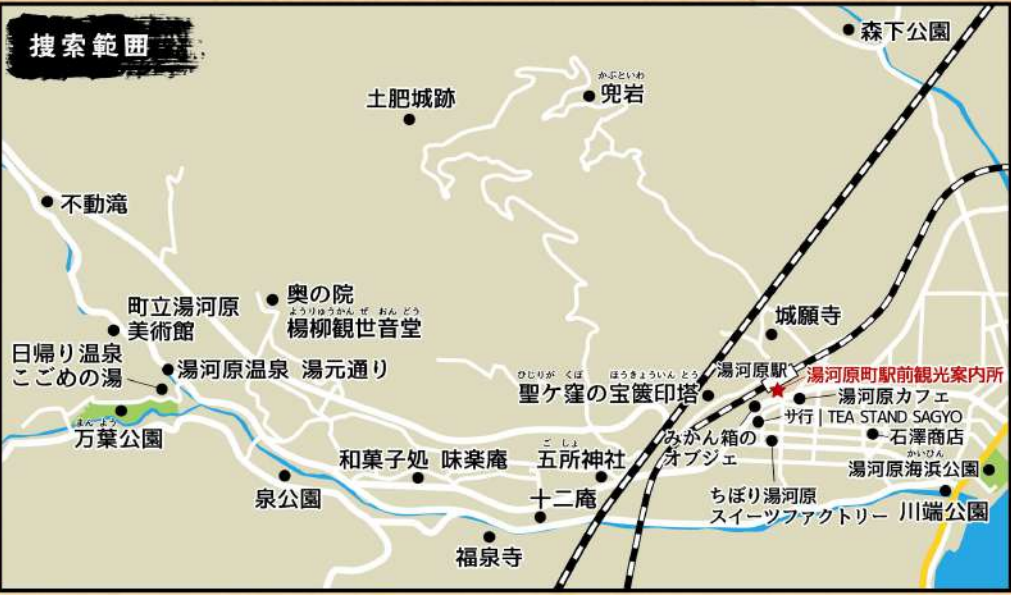 捜索範囲
森下公園
かぶといわ
兜岩
土肥城跡
不動滝
奥の院
ようりゅうかん ぜ おん どう
楊柳観世音堂
町立湯河原
美術館
日帰り温泉
こごめの湯
湯河原温泉 湯元通り
まん よう
万葉公園
城願寺
湯河原駅
湯河原町駅前観光案内所
ひじりが くぼ ほうきょういん とう
聖ケ窪の宝篋印塔
湯河原カフェ
サ行 | TEA STAND SAGYO
みかん箱の
オブジェ
石澤商店
かいひん
湯河原海浜公園
ご しょ
五所神社
和菓子処 味楽庵
泉公園
十二庵
ちぼり湯河原
スイーツファクトリー
川端公園
福泉寺